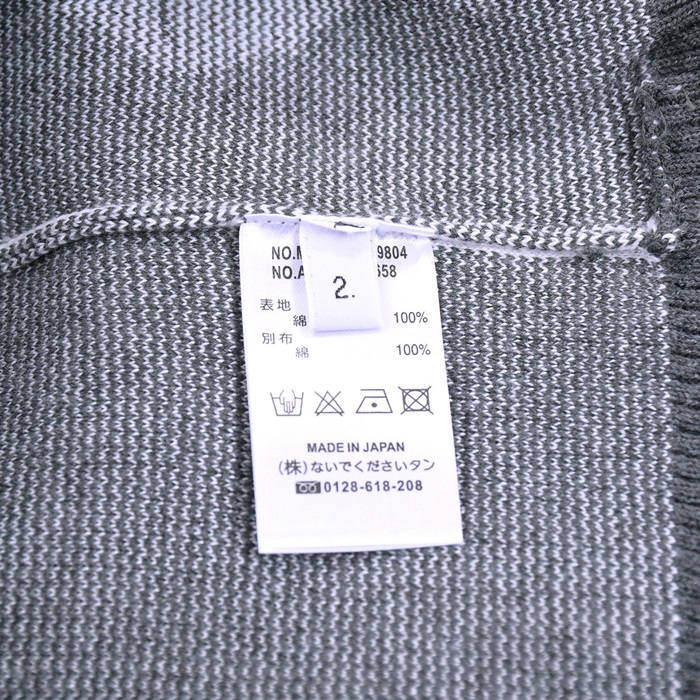 NO.M 9804
NO.A 658
2.
表地
綿 100%
別布
綿 100%
MADE IN JAPAN
(株)ないでくださいタン
0128-618-208